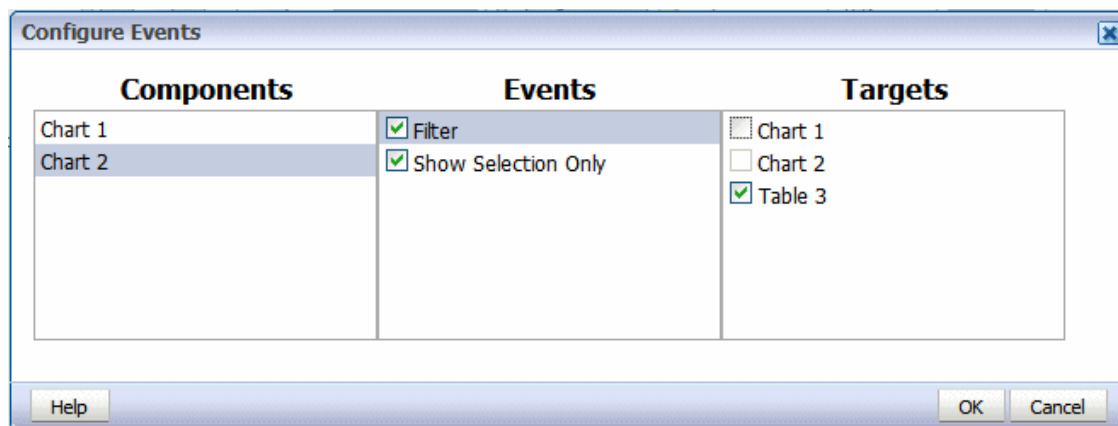 Configure Events
Components Events Targets
Chart 1 Filter Chart 1
Chart 2 Show Selection Only Chart 2
Table 3
Help OK Cancel